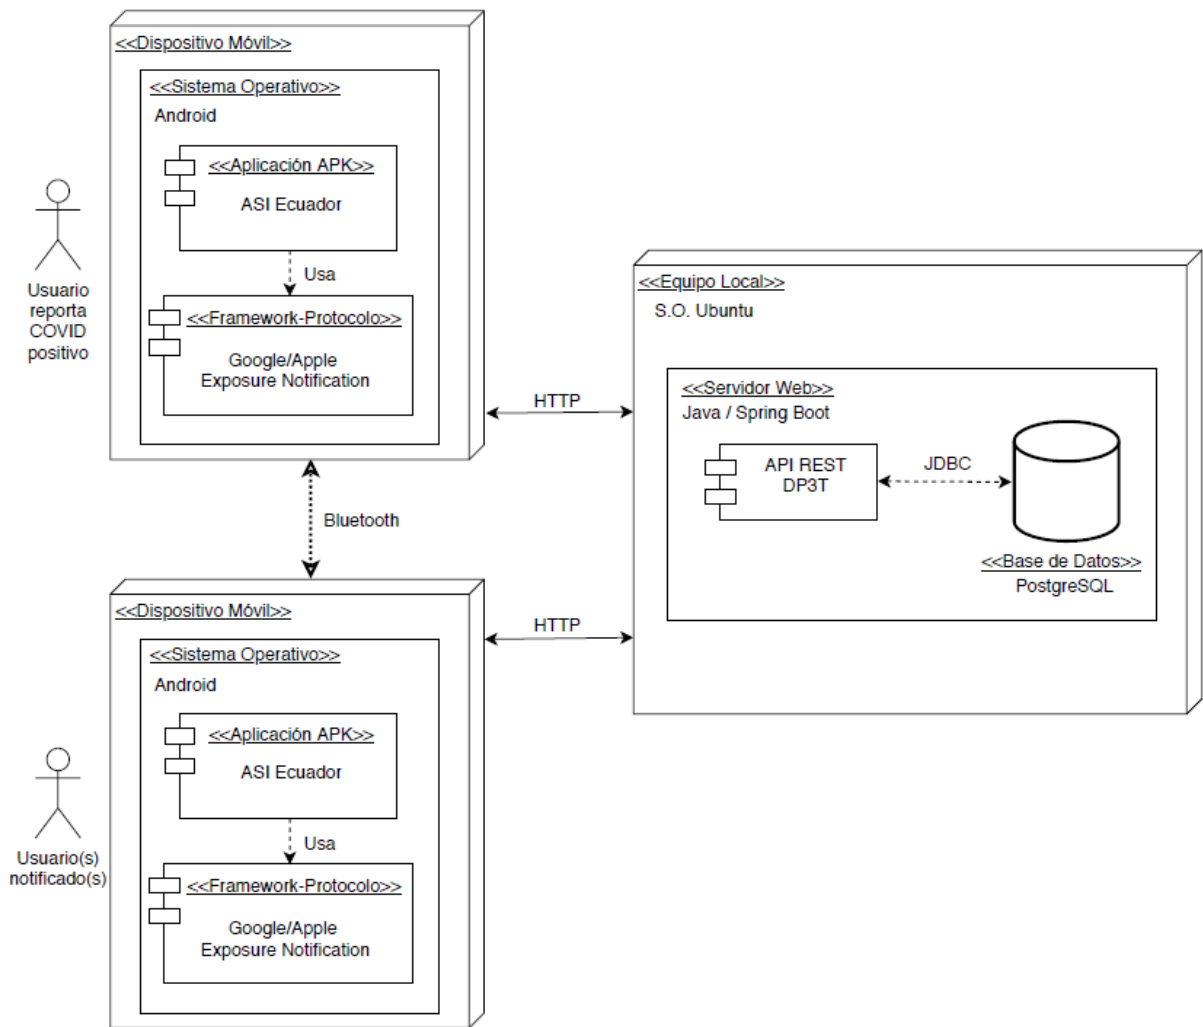 <<Dispositivo Móvil>>
<<Sistema Operativo>>
Android
<<Aplicación APK>>
ASI Ecuador
Usa
<<Framework-Protocolo>>
Google/Apple
Exposure Notification
Usuario
reporta
COVID
positivo
HTTP
Bluetooth
<<Equipo Local>>
S.O. Ubuntu
<<Servidor Web>>
Java / Spring Boot
API REST
DP3T
JDBC
<<Base de Datos>>
PostgreSQL
<<Dispositivo Móvil>>
HTTP
<<Sistema Operativo>>
Android
<<Aplicación APK>>
ASI Ecuador
Usa
<<Framework-Protocolo>>
Google/Apple
Exposure Notification
Usuario(s)
notificado(s)